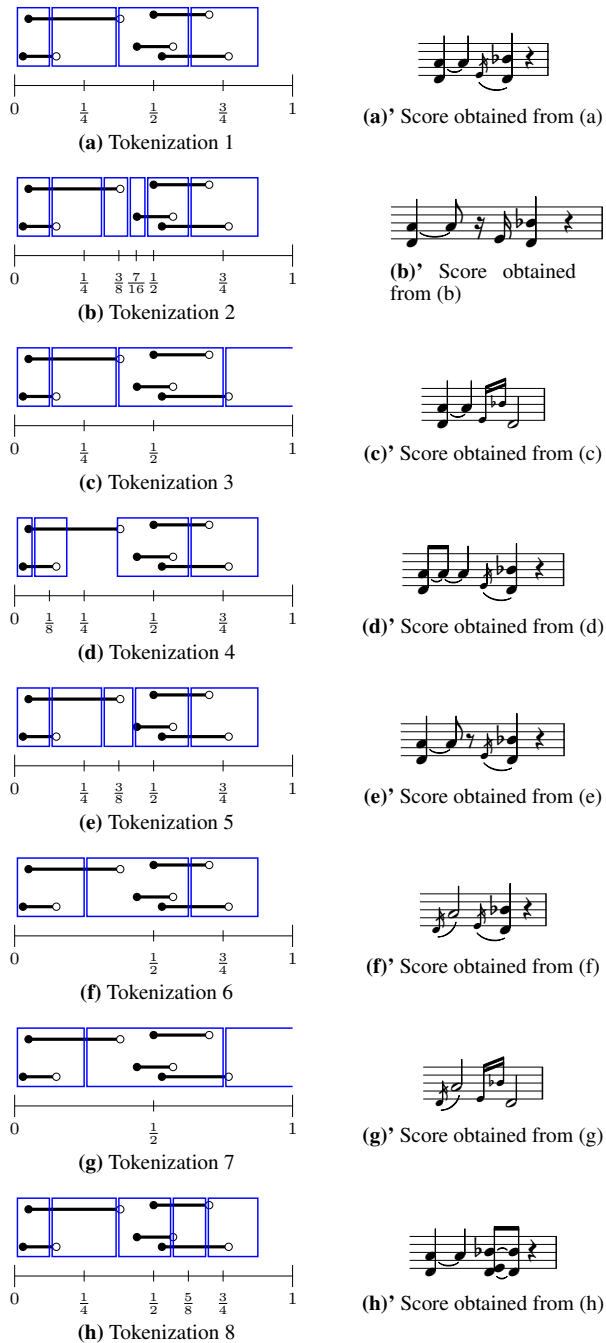 0 1/4 1/2 3/4 1
(a) Tokenization 1
(a)’ Score obtained from (a)
0 1/4 3/8 7/16 1/2 3/4 1
(b) Tokenization 2
(b)’ Score obtained
from (b)
0 1/4 1/2 1
(c) Tokenization 3
(c)’ Score obtained from (c)
0 1/8 1/4 1/2 3/4 1
(d) Tokenization 4
(d)’ Score obtained from (d)
0 1/4 3/8 1/2 3/4 1
(e) Tokenization 5
(e)’ Score obtained from (e)
0 1/2 3/4 1
(f) Tokenization 6
(f)’ Score obtained from (f)
0 1/2 1
(g) Tokenization 7
(g)’ Score obtained from (g)
0 1/4 1/2 5/8 3/4 1
(h) Tokenization 8
(h)’ Score obtained from (h)